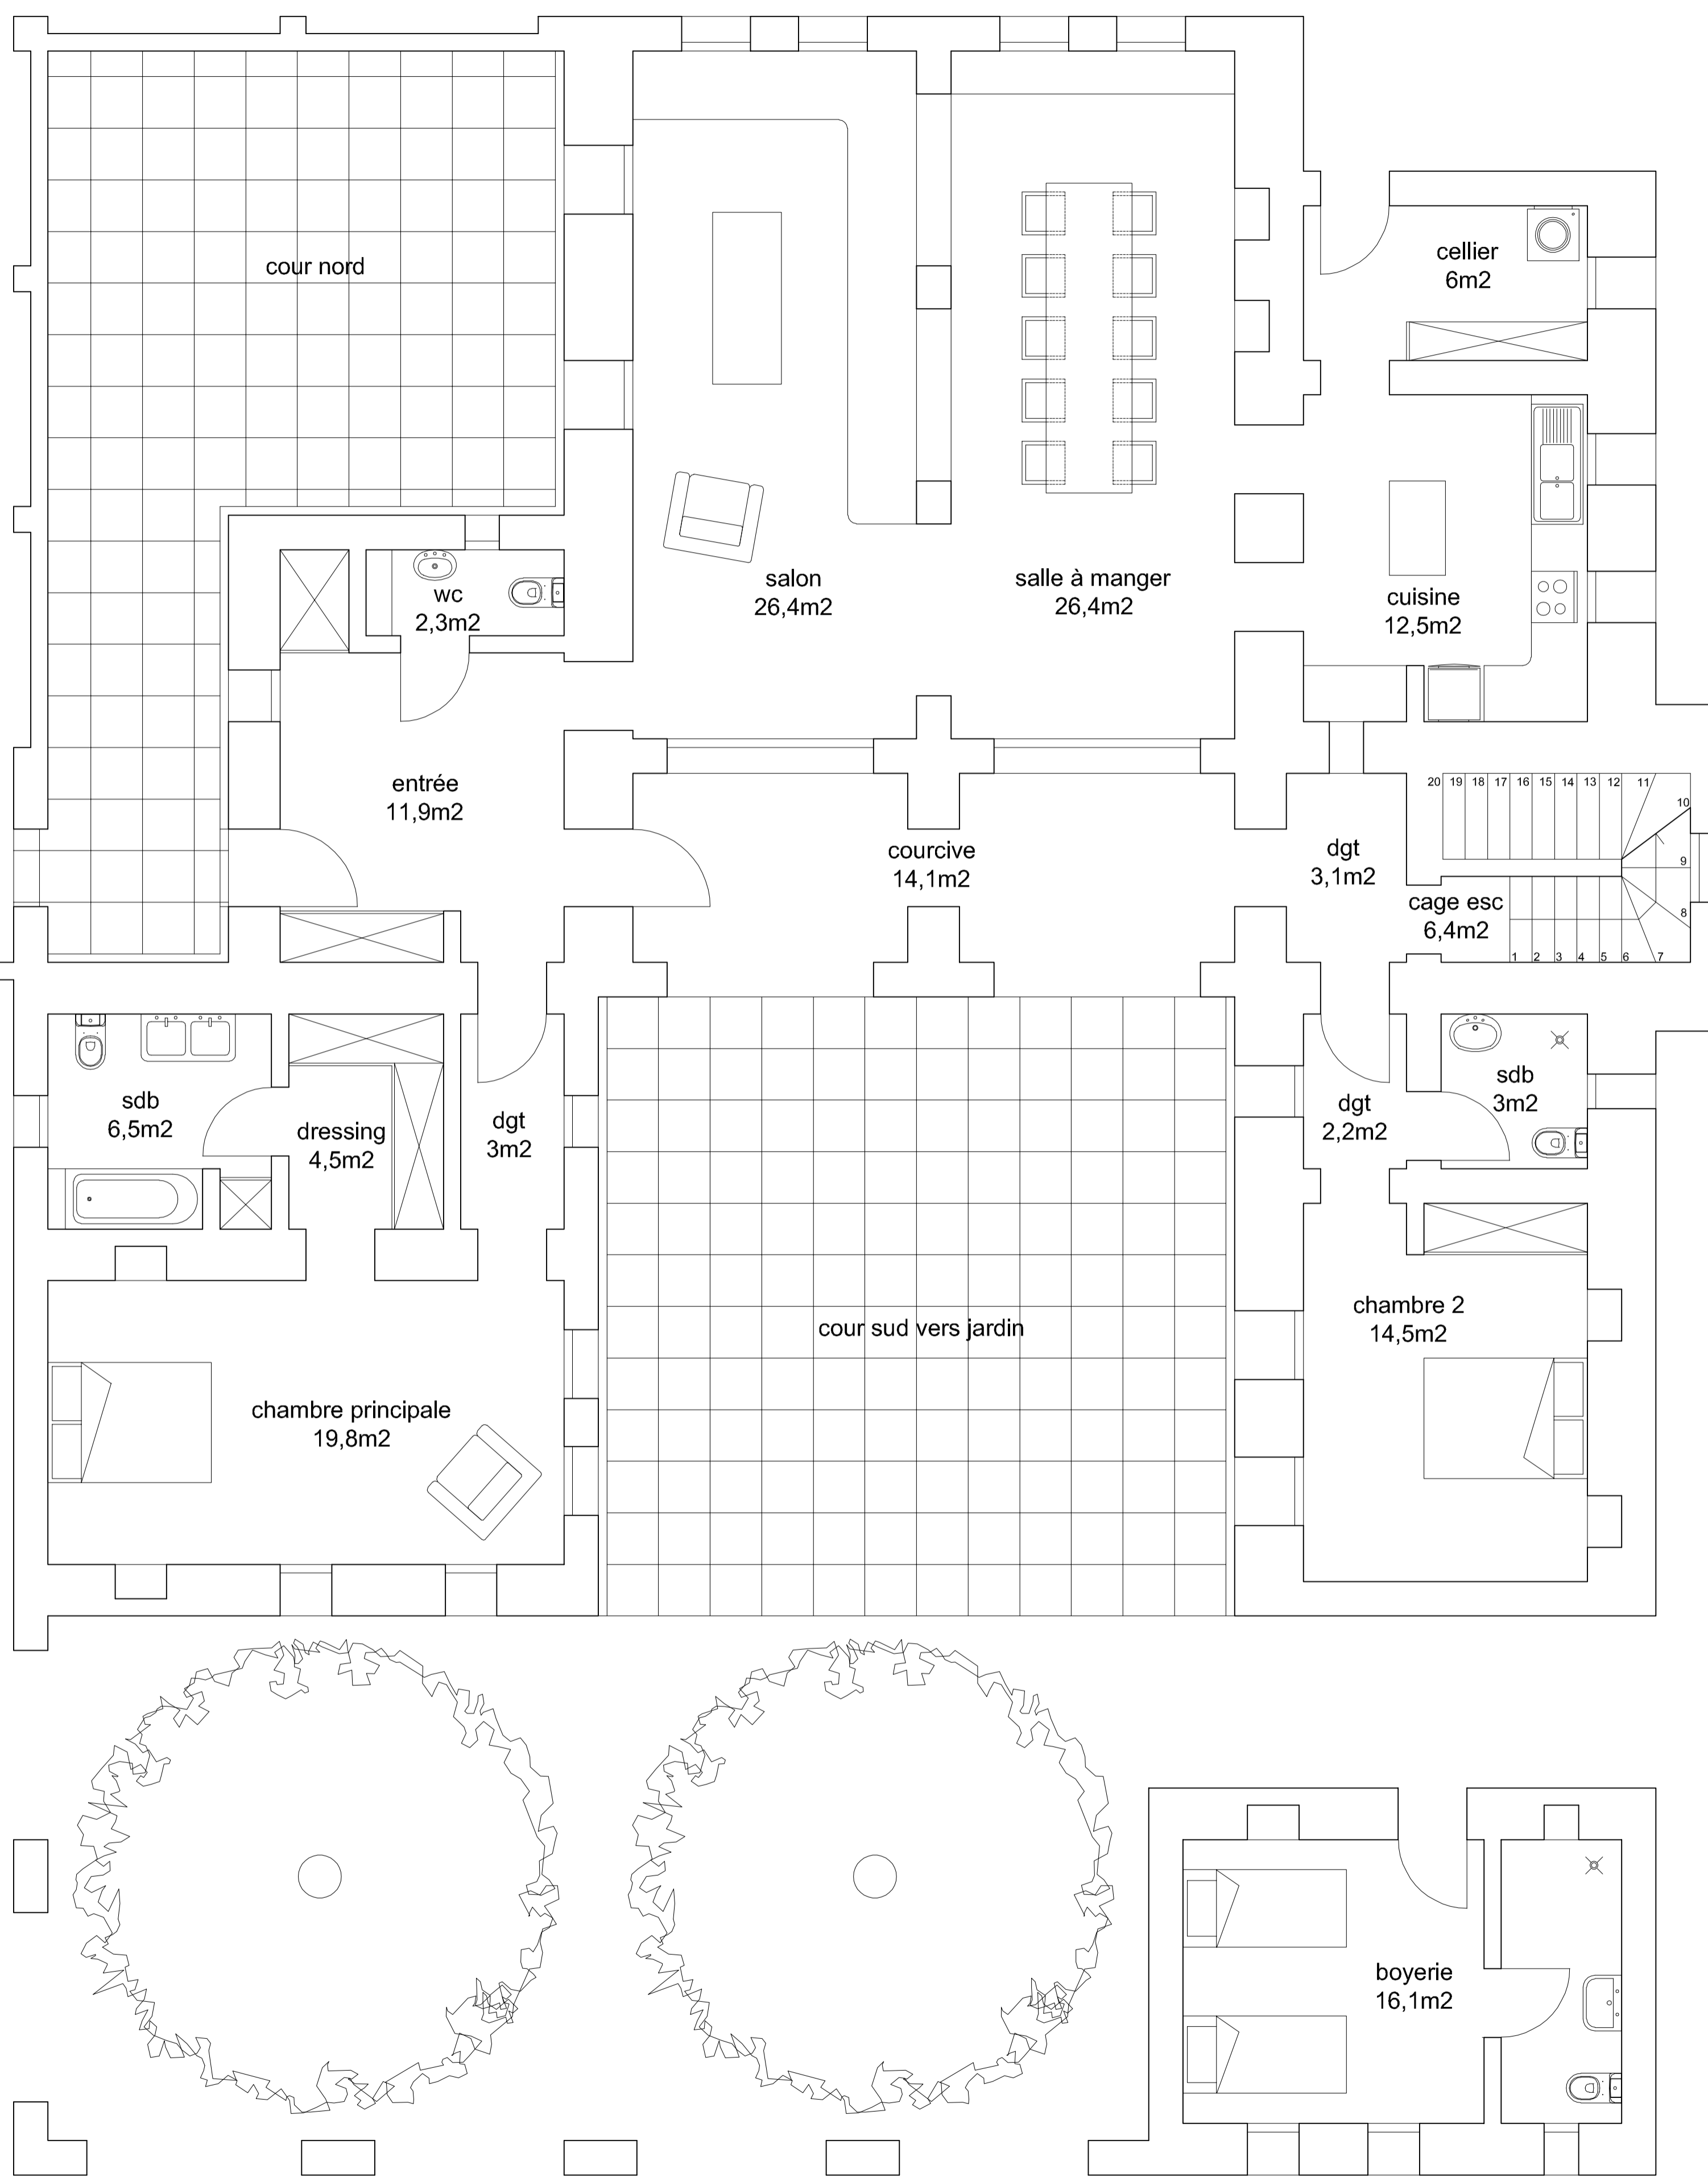 cour nord
cellier
6m2
wc
2,3m2
salon
26,4m2
salle à manger
26,4m2
cuisine
12,5m2
entrée
11,9m2
courcive
14,1m2
dgt
3,1m2
20 19 18 17 16 15 14 13 12 11
10
9
8
cage esc
6,4m2
1 2 3 4 5 6 7
sdb
6,5m2
dressing
4,5m2
dgt
3m2
dgt
2,2m2
sdb
3m2
cour sud vers jardin
chambre 2
14,5m2
chambre principale
19,8m2
boyerie
16,1m2